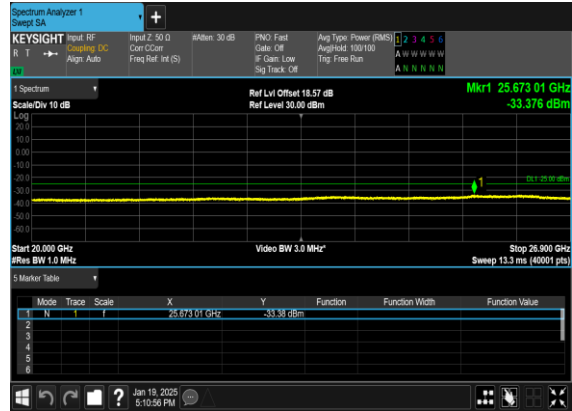 Spectrum Analyzer 1
Swept SA
+
KEYSIGHT Input: RF Input Z: 50 Ω #Atten: 30 dB PNO: Fast Avg Type: Power (RMS) 1 2 3 4 5 6
R T Coupling: DC Corr CCorr Gate: Off Avg|Hold: 100/100 A W W W W W
Align: Auto Freq Ref: Int (S) IF Gain: Low Trig: Free Run
Sig Track: Off A N N N N N
1 Spectrum Ref Lvl Offset 18.57 dB Mkr1 25.673 01 GHz
Scale/Div 10 dB Ref Level 30.00 dBm -33.376 dBm
Log
20.0
10.0
0.00
-10.0
-20.0
1 DL1 -25.00 dBm
-30.0
-40.0
-50.0
-60.0
Start 20.000 GHz Video BW 3.0 MHz* Stop 26.900 GHz
#Res BW 1.0 MHz Sweep 13.3 ms (40001 pts)
5 Marker Table
Mode Trace Scale X Y Function Function Width Function Value
1 N 1 f 25.673 01 GHz -33.38 dBm
2
3
4
5
6
? Jan 19, 2025
5:10:56 PM